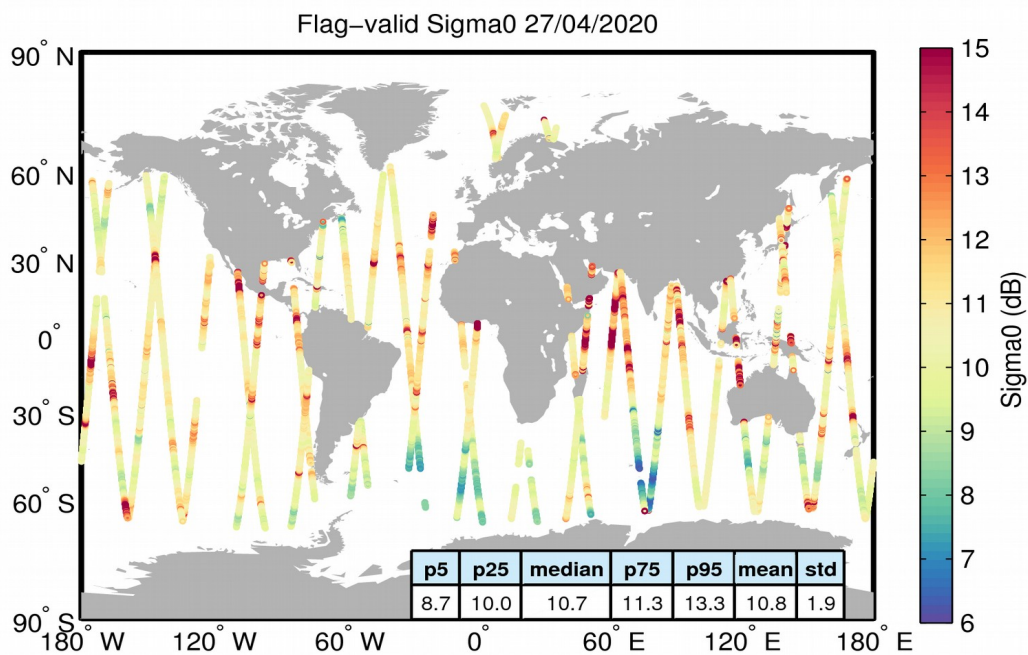 Flag−valid Sigma0 27/04/2020
90° N
60° N
30° N
0°
30° S
60° S
90° S
180° W
120° W
60° W
0°
60° E
120° E
180° E
p5 p25 median p75 p95 mean std
8.7 10.0 10.7 11.3 13.3 10.8 1.9
15
14
13
12
11
10
9
8
7
6
Sigma0 (dB)